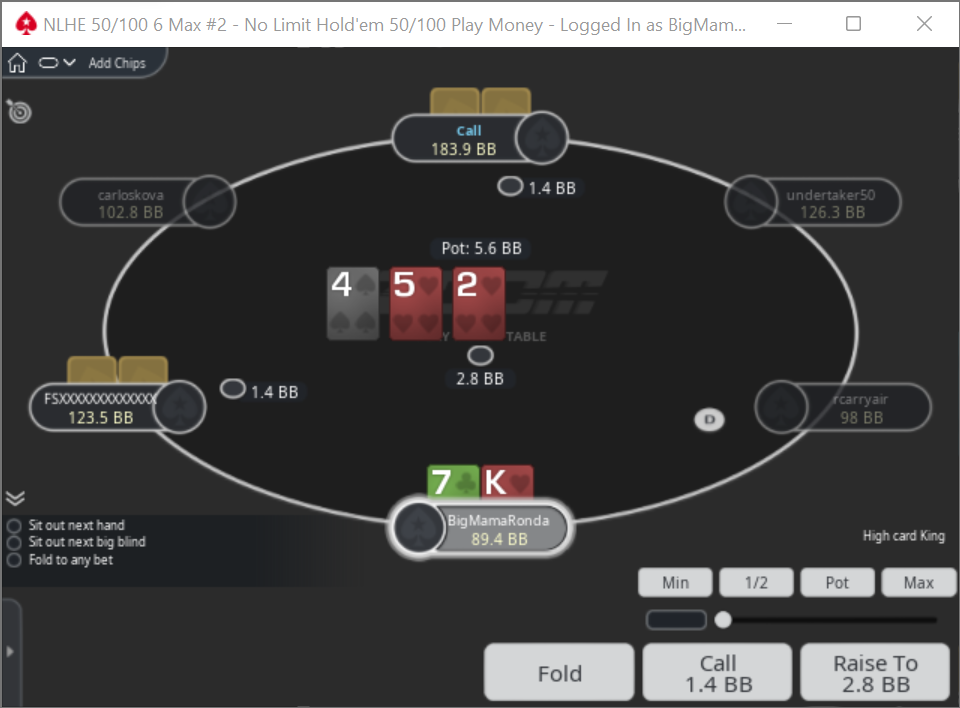 NLHE 50/100 6 Max #2 - No Limit Hold'em 50/100 Play Money - Logged In as BigMam...
Add Chips
Call
183.9 BB
carloskova
102.8 BB
undertaker50
126.3 BB
1.4 BB
Pot: 5.6 BB
4 5 2
TABLE
2.8 BB
FSXXXXXXXXXXXXX
123.5 BB
1.4 BB
rcarryair
98 BB
D
7 K
BigMamaRonda
89.4 BB
Sit out next hand
Sit out next big blind
Fold to any bet
High card King
Min 1/2 Pot Max
Fold
Call
1.4 BB
Raise To
2.8 BB